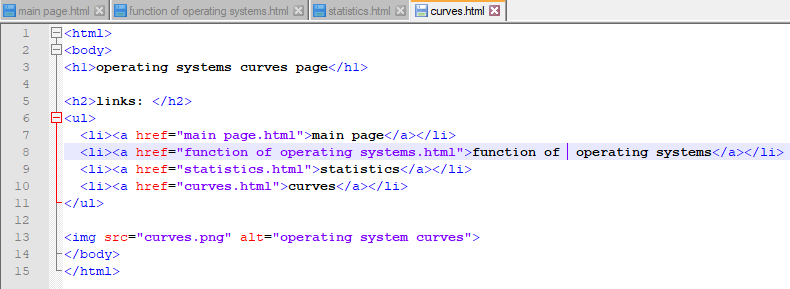 main page.html function of operating systems.html statistics.html curves.html
1 <html>
2 <body>
3 <h1>operating systems curves page</h1>
4
5 <h2>links: </h2>
6 <ul>
7 <li><a href="main page.html">main page</a></li>
8 <li><a href="function of operating systems.html">function of  operating systems</a></li>
9 <li><a href="statistics.html">statistics</a></li>
10 <li><a href="curves.html">curves</a></li>
11 </ul>
12
13 <img src="curves.png" alt="operating system curves">
14 </body>
15 </html>